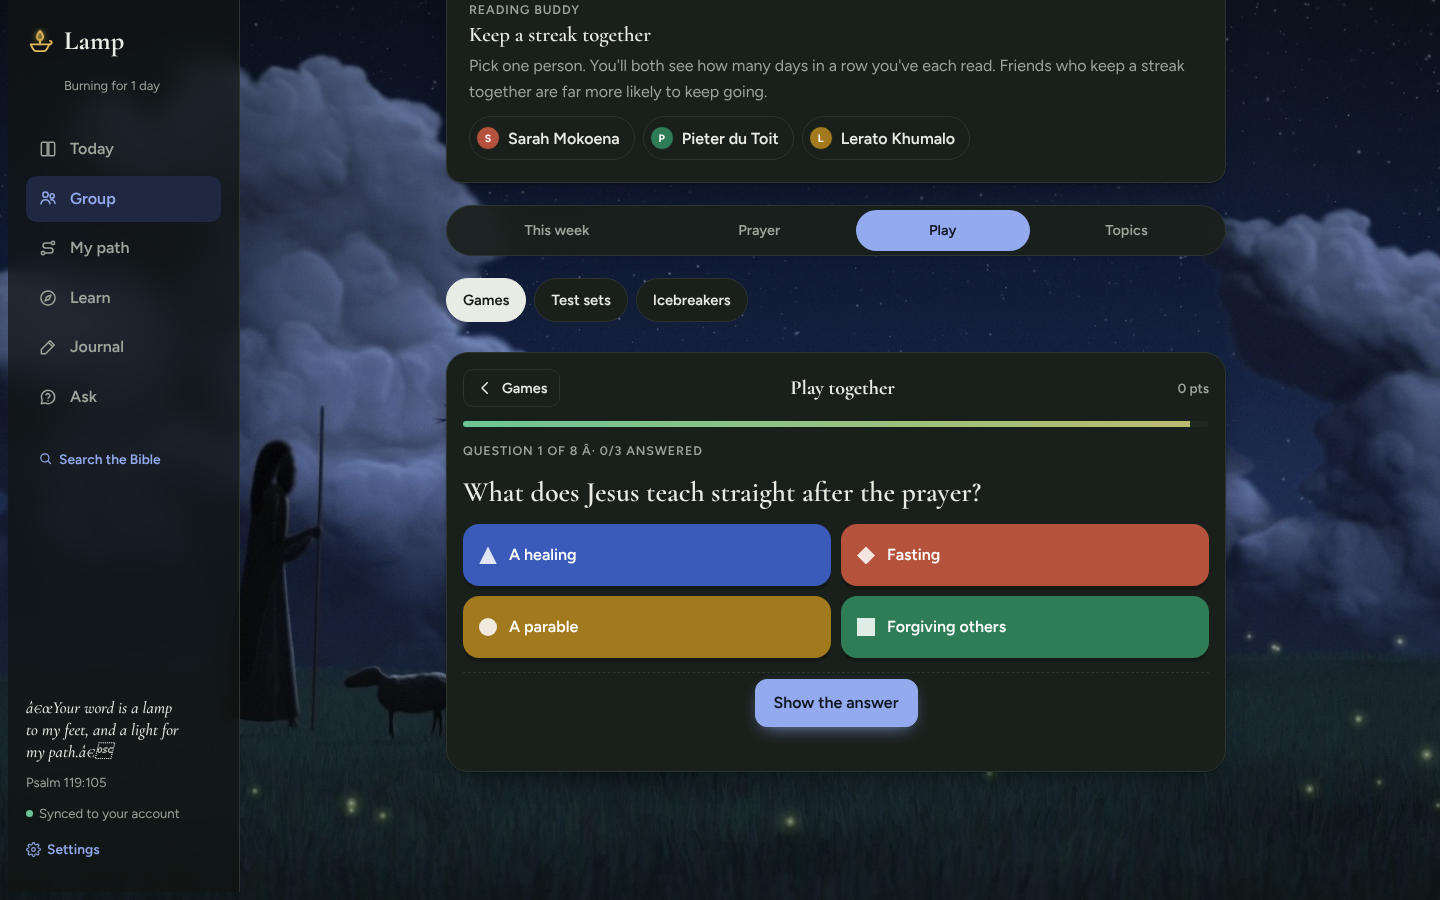 Lamp
Burning for 1 day
Today
Group
My path
Learn
Journal
Ask
Search the Bible
“Your word is a lamp
to my feet, and a light for
my path.â€
Psalm 119:105
Synced to your account
Settings
READING BUDDY
Keep a streak together
Pick one person. You'll both see how many days in a row you've each read. Friends who keep a streak
together are far more likely to keep going.
S Sarah Mokoena
P Pieter du Toit
L Lerato Khumalo
This week
Prayer
Play
Topics
Games
Test sets
Icebreakers
Games
Play together
0 pts
QUESTION 1 OF 8 Â· 0/3 ANSWERED
What does Jesus teach straight after the prayer?
A healing
Fasting
A parable
Forgiving others
Show the answer